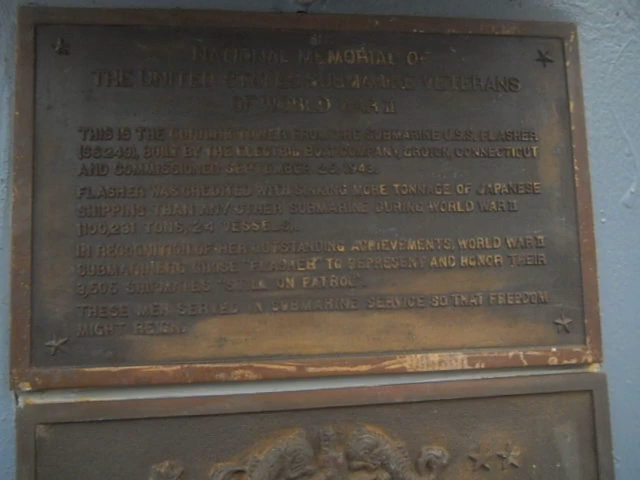 NATIONAL MEMORIAL OF
THE UNITED STATES SUBMARINE VETERANS
OF WORLD WAR II
THIS IS THE CONNING TOWER FROM THE SUBMARINE U.S.S. FLASHER
(SS249), BUILT BY THE ELECTRIC BOAT COMPANY, GROTON, CONNECTICUT
AND COMMISSIONED SEPTEMBER 25, 1943.
FLASHER WAS CREDITED WITH SINKING MORE TONNAGE OF JAPANESE
SHIPPING THAN ANY OTHER SUBMARINE DURING WORLD WAR II
(100,231 TONS, 24 VESSELS).
IN RECOGNITION OF HER OUTSTANDING ACHIEVEMENTS, WORLD WAR II
SUBMARINERS CHOSE "FLASHER" TO REPRESENT AND HONOR THEIR
3,505 SHIPMATES "STILL ON PATROL".
THESE MEN SERVED IN SUBMARINE SERVICE SO THAT FREEDOM
MIGHT REIGN.